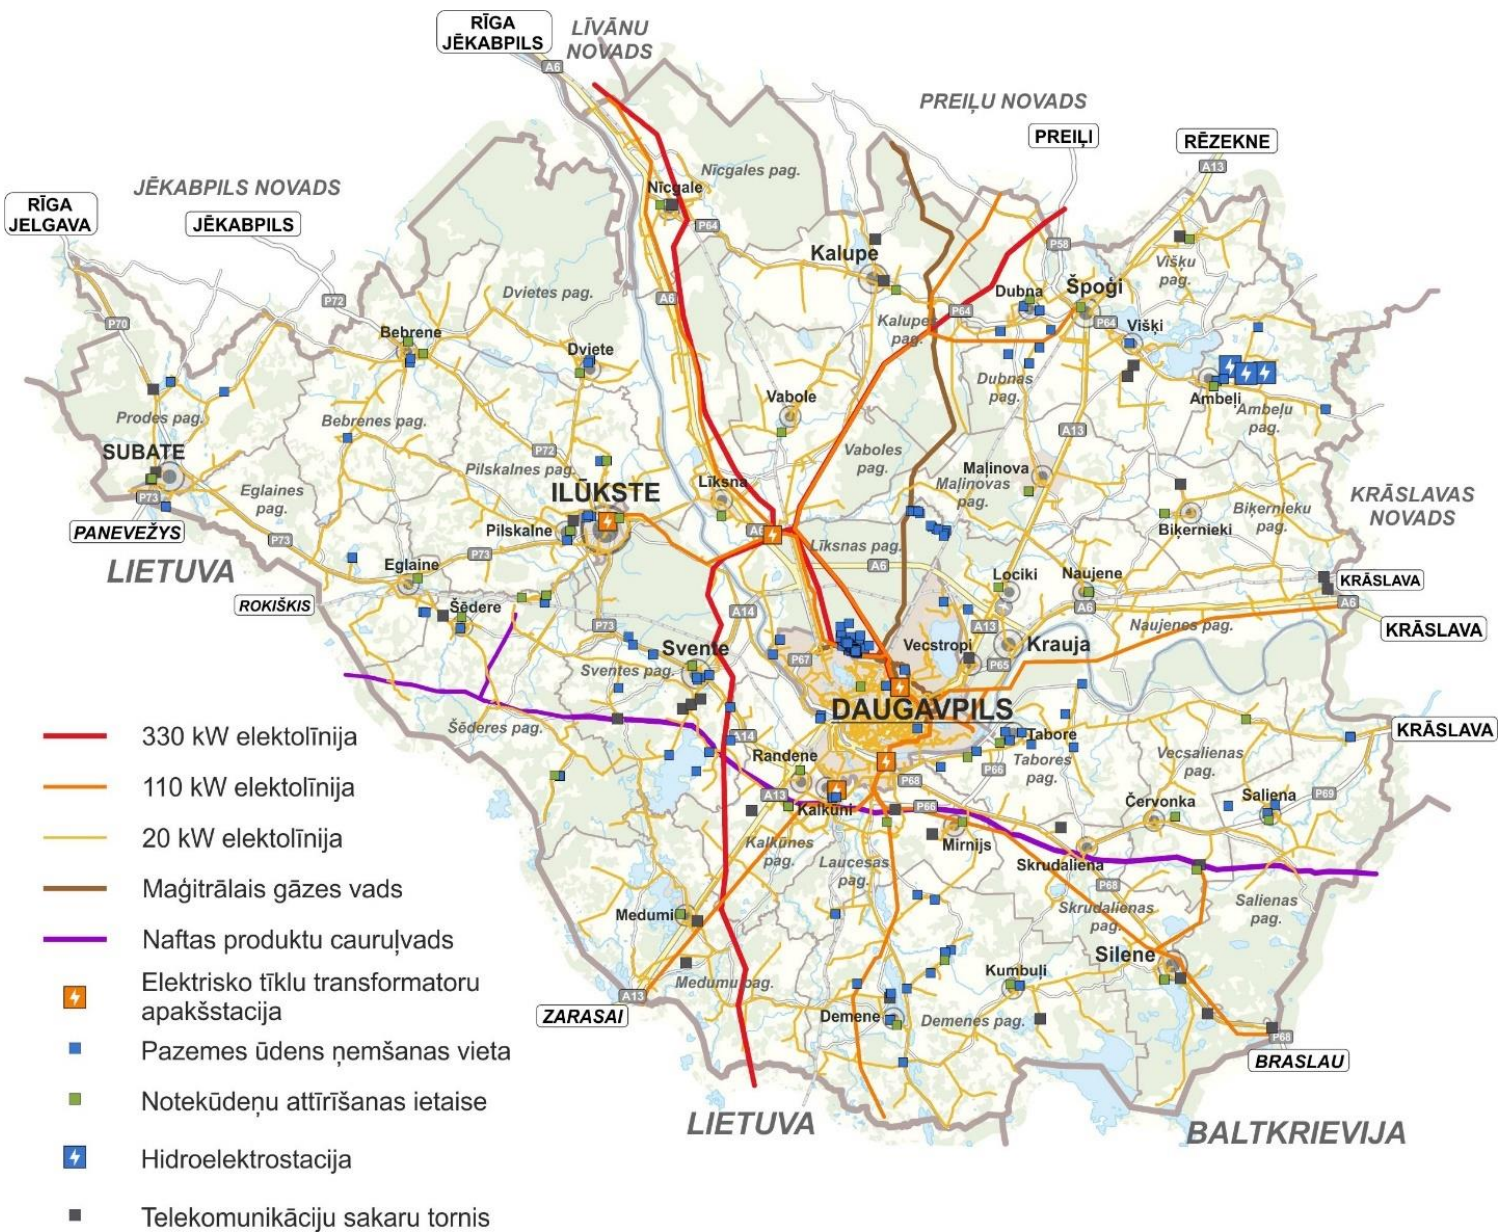 RĪGA
JĒKABPILS
LĪVĀNU
NOVADS
A6
PREIĻU NOVADS
PREIĻI
RĒZEKNE
A13
JĒKABPILS NOVADS
RĪGA
JELGAVA
JĒKABPILS
Nīcgales pag.
Nīcgale
P64
Kalupe
P58
Višķu
pag.
Dvietes pag.
P72
A6
Dubna
Špoģi
P64
Kalupes
pag.
P64
Višķi
P70
Bebrene
Dviete
Dubnas
pag.
Ambeļi
Ambeļu
pag.
Prodes pag.
Bebrenes pag.
Vabole
A13
SUBATE
P72
Pilskalnes pag.
Vaboles
pag.
Maļinova
Maļinovas
pag.
Eglaines
pag.
P73
ILŪKSTE
Līksna
KRĀSLAVAS
NOVADS
Biķernieku
pag.
Biķernieki
PANEVEŽYS
P73
Pilskalne
A6
Līksnas pag.
P73
LIETUVA
Eglaine
A6
Lociki
Naujene
KRĀSLAVA
ROKIŠKIS
Šēdere
A14
A6
A6
P73
A13
Naujenes pag.
KRĀSLAVA
Svente
P67
Vecstropi
P65
Krauja
Sventes pag.
DAUGAVPILS
330 kW elektolīnija
Šēderes pag.
A14
Tabore
KRĀSLAVA
Randene
P66
Tabores
pag.
Vecsalienas
pag.
110 kW elektolīnija
A13
P68
P66
Červonka
Saliena
P69
Kalkūni
20 kW elektolīnija
Kalkūnes
pag.
Laucesas
pag.
Mirnijs
Skrudaliena
Maģitrālais gāzes vads
P68
Skrudalienas
pag.
Salienas
pag.
Medumi
Naftas produktu cauruļvads
Silene
Elektrisko tīklu transformatoru
apakšstacija
Medumu pag.
Kumbuļi
A13
ZARASAI
Demene
Demenes pag.
P68
Pazemes ūdens ņemšanas vieta
BRASLAU
Notekūdeņu attīrīšanas ietaise
LIETUVA
BALTKRIEVIJA
Hidroelektrostacija
Telekomunikāciju sakaru tornis